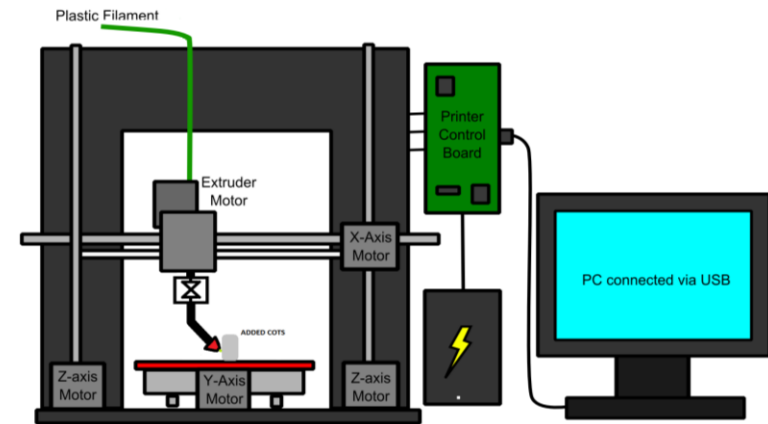 Plastic Filament
Extruder
Motor
Printer
Control
Board
X-Axis
Motor
PC connected via USB
ADDED COTS
Z-axis
Motor
Y-Axis
Motor
Z-axis
Motor